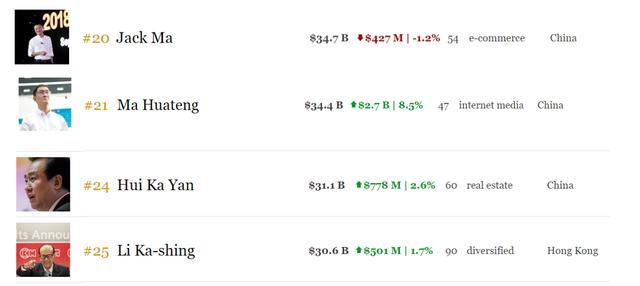 2018
#20 Jack Ma $34.7 B $427 M | -1.2% 54 e-commerce China
#21 Ma Huateng $34.4 B $2.7 B | 8.5% 47 internet media China
#24 Hui Ka Yan $31.1 B $778 M | 2.6% 60 real estate China
its Annou
#25 Li Ka-shing $30.6 B $501 M | 1.7% 90 diversified Hong Kong